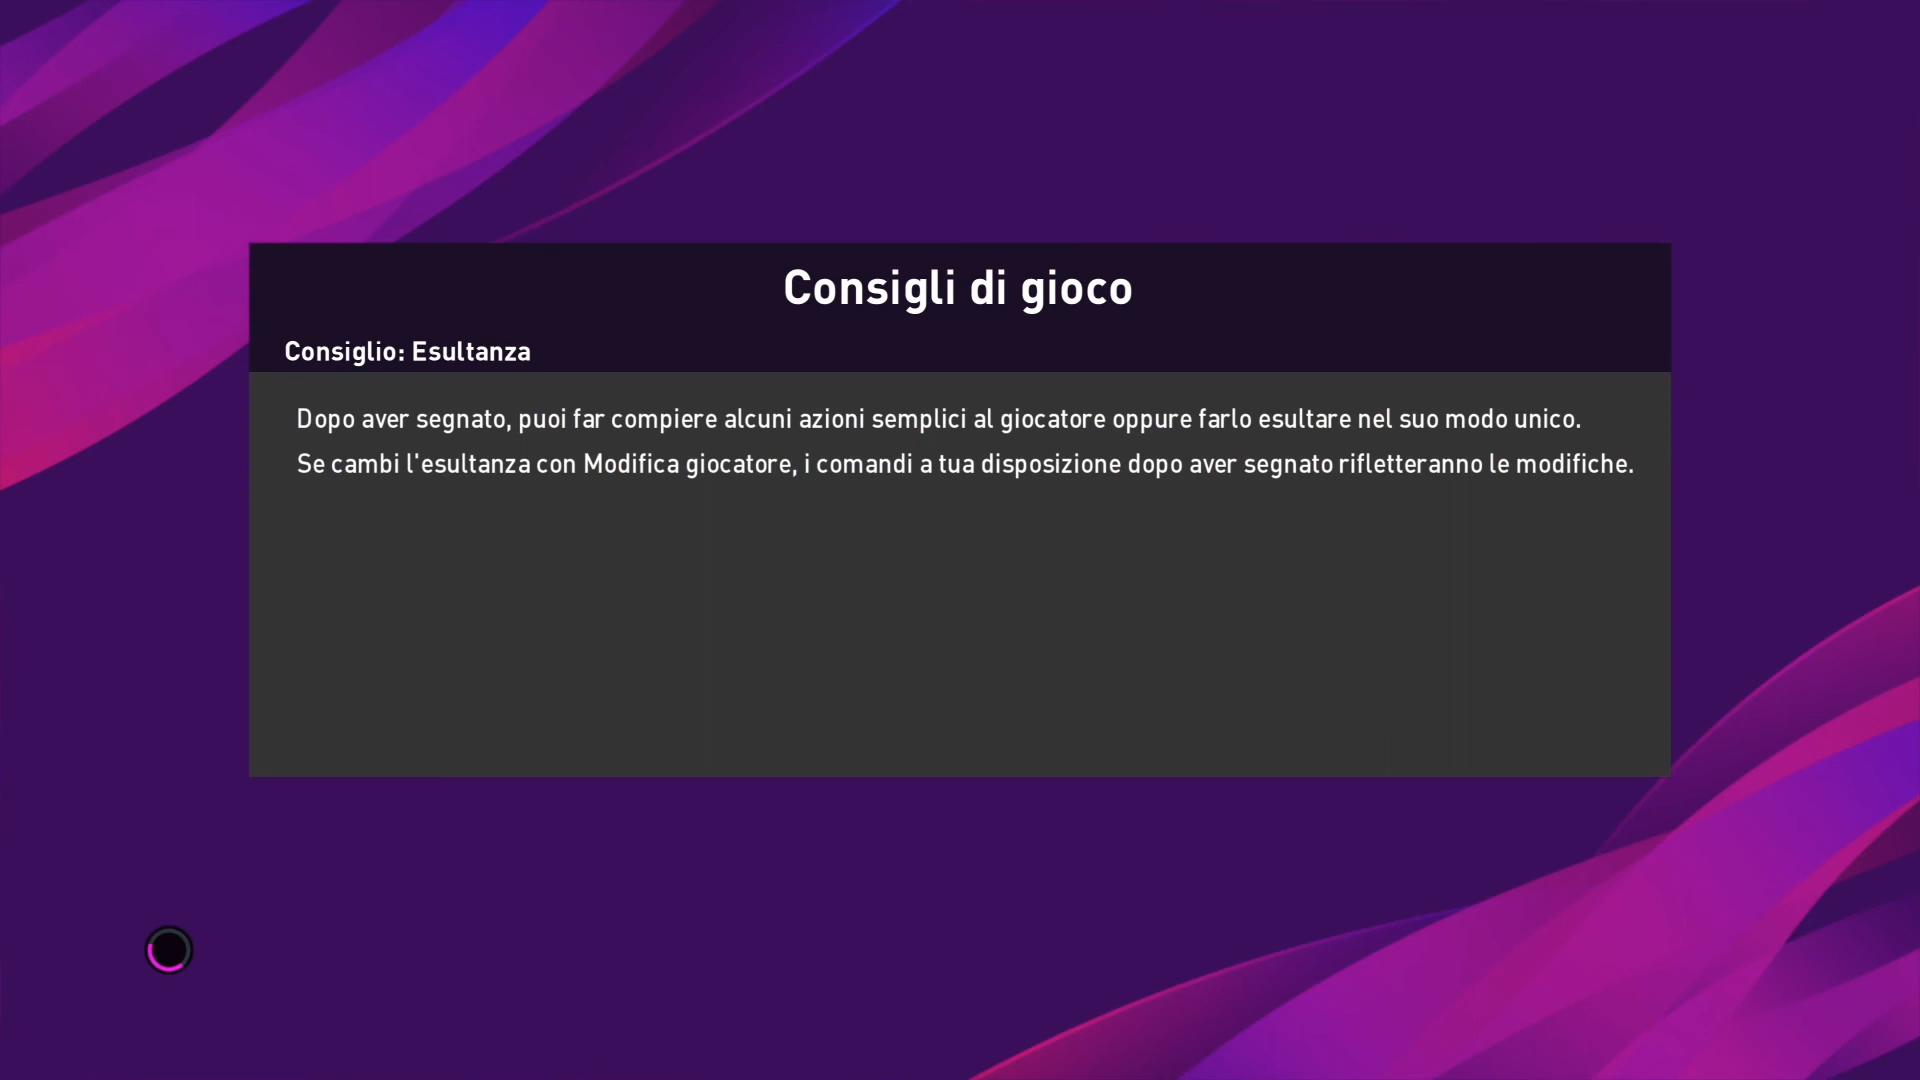 Consigli di gioco
Consiglio: Esultanza
Dopo aver segnato, puoi far compiere alcuni azioni semplici al giocatore oppure farlo esultare nel suo modo unico.
Se cambi l'esultanza con Modifica giocatore, i comandi a tua disposizione dopo aver segnato rifletteranno le modifiche.